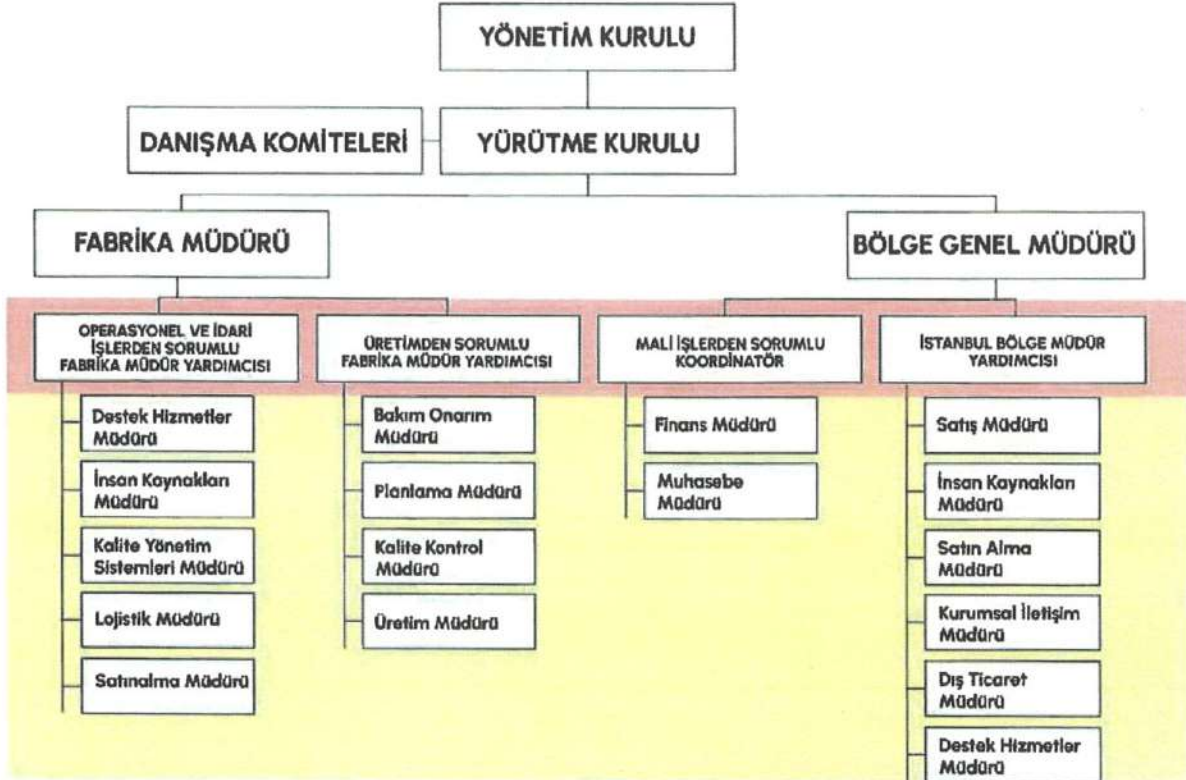 YÖNETİM KURULU
DANIŞMA KOMİTELERİ
YÜRÜTME KURULU
FABRİKA MÜDÜRÜ
BÖLGE GENEL MÜDÜRÜ
OPERASYONEL VE İDARİ
İŞLERDEN SORUMLU
FABRİKA MÜDÜR YARDIMCISI
Destek Hizmetler
Müdürü
İnsan Kaynakları
Müdürü
Kalite Yönetim
Sistemleri Müdürü
Lojistik Müdürü
Satınalma Müdürü
ÜRETİMDEN SORUMLU
FABRİKA MÜDÜR YARDIMCISI
Bakım Onarım
Müdürü
Planlama Müdürü
Kalite Kontrol
Müdürü
Üretim Müdürü
MALİ İŞLERDEN SORUMLU
KOORDİNATÖR
Finans Müdürü
Muhasebe
Müdürü
İSTANBUL BÖLGE MÜDÜR
YARDIMCISI
Satış Müdürü
İnsan Kaynakları
Müdürü
Satın Alma
Müdürü
Kurumsal İletişim
Müdürü
Dış Ticaret
Müdürü
Destek Hizmetler
Müdürü